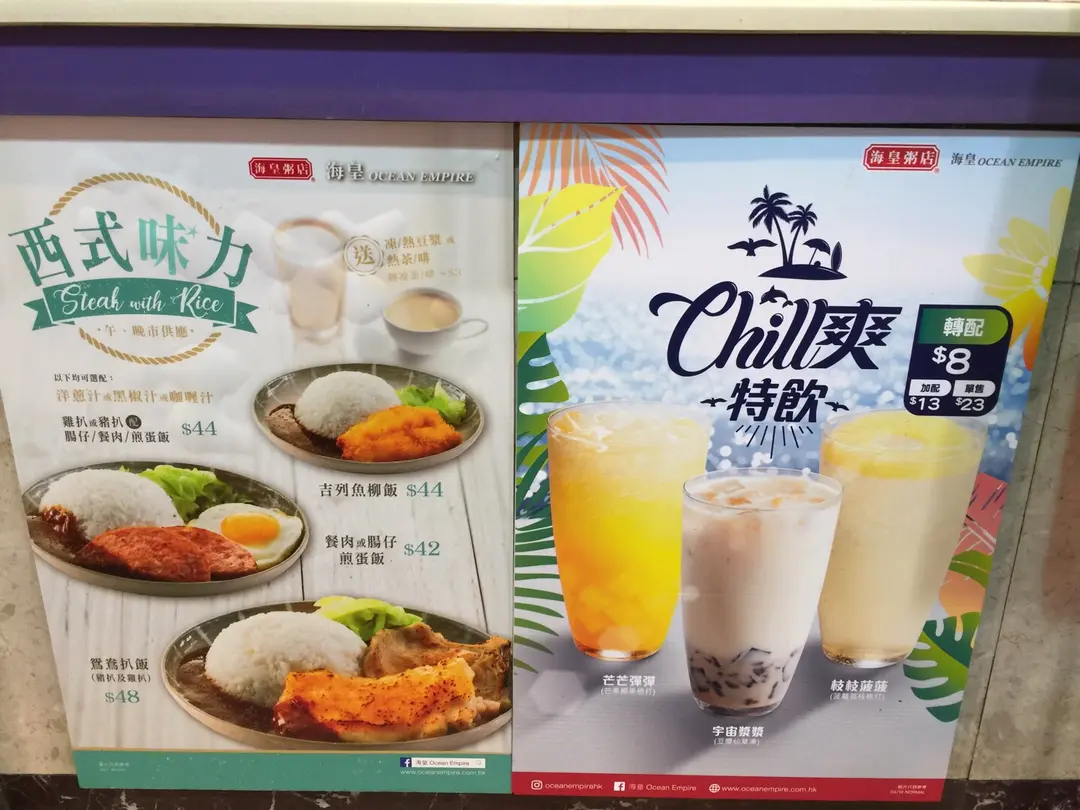 海皇粥店
海皇 OCEAN EMPIRE
西式味力
Steak with Rice
午、晚市供應
送
凍/熱豆漿 或
熱茶/啡
以下均可選配：
洋蔥汁或黑椒汁或咖喱汁
雞扒或豬扒 配
腸仔/餐肉/煎蛋飯
$44
吉列魚柳飯 $44
餐肉或腸仔
煎蛋飯
$42
鴛鴦扒飯
(豬扒及雞扒)
$48
海皇 Ocean Empire
www.oceanempire.com.hk
海皇粥店
海皇 OCEAN EMPIRE
Chill爽
特飲
轉配
$8
加配 單售
$13 $23
芒芒彈彈
枝枝菠菠
宇宙漿漿
oceanempirehk
海皇 Ocean Empire
www.oceanempire.com.hk